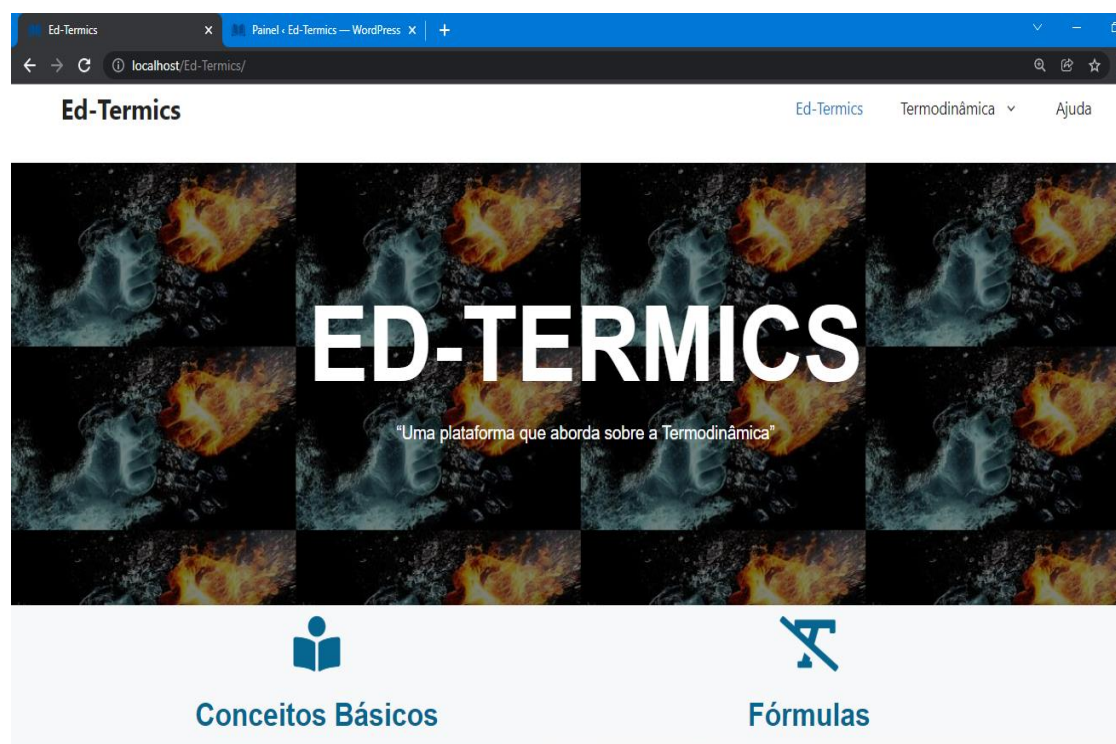 Ed-Termics
Painel ‹ Ed-Termics — WordPress
localhost/Ed-Termics/
Ed-Termics
Ed-Termics Termodinâmica Ajuda
ED-TERMICS
“Uma plataforma que aborda sobre a Termodinâmica”
Conceitos Básicos
Fórmulas